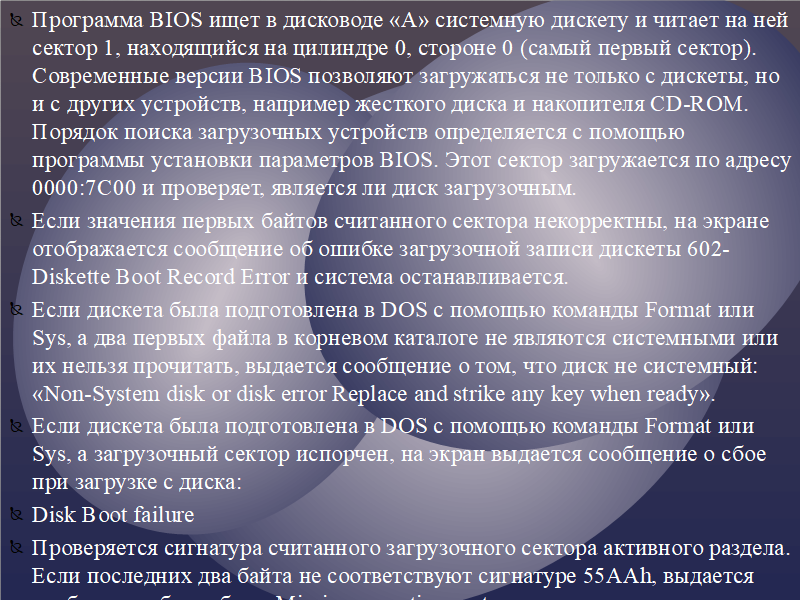 Программа BIOS ищет в дисководе «А» системную дискету и читает на ней
сектор 1, находящийся на цилиндре 0, стороне 0 (самый первый сектор).
Современные версии BIOS позволяют загружаться не только с дискеты, но
и с других устройств, например жесткого диска и накопителя CD-ROM.
Порядок поиска загрузочных устройств определяется с помощью
программы установки параметров BIOS. Этот сектор загружается по адресу
0000:7C00 и проверяет, является ли диск загрузочным.
Если значения первых байтов считанного сектора некорректны, на экране
отображается сообщение об ошибке загрузочной записи дискеты 602-
Diskette Boot Record Error и система останавливается.
Если дискета была подготовлена в DOS с помощью команды Format или
Sys, а два первых файла в корневом каталоге не являются системными или
их нельзя прочитать, выдается сообщение о том, что диск не системный:
«Non-System disk or disk error Replace and strike any key when ready».
Если дискета была подготовлена в DOS с помощью команды Format или
Sys, а загрузочный сектор испорчен, на экран выдается сообщение о сбое
при загрузке с диска:
Disk Boot failure
Проверяется сигнатура считанного загрузочного сектора активного раздела.
Если последних два байта не соответствуют сигнатуре 55AAh, выдается